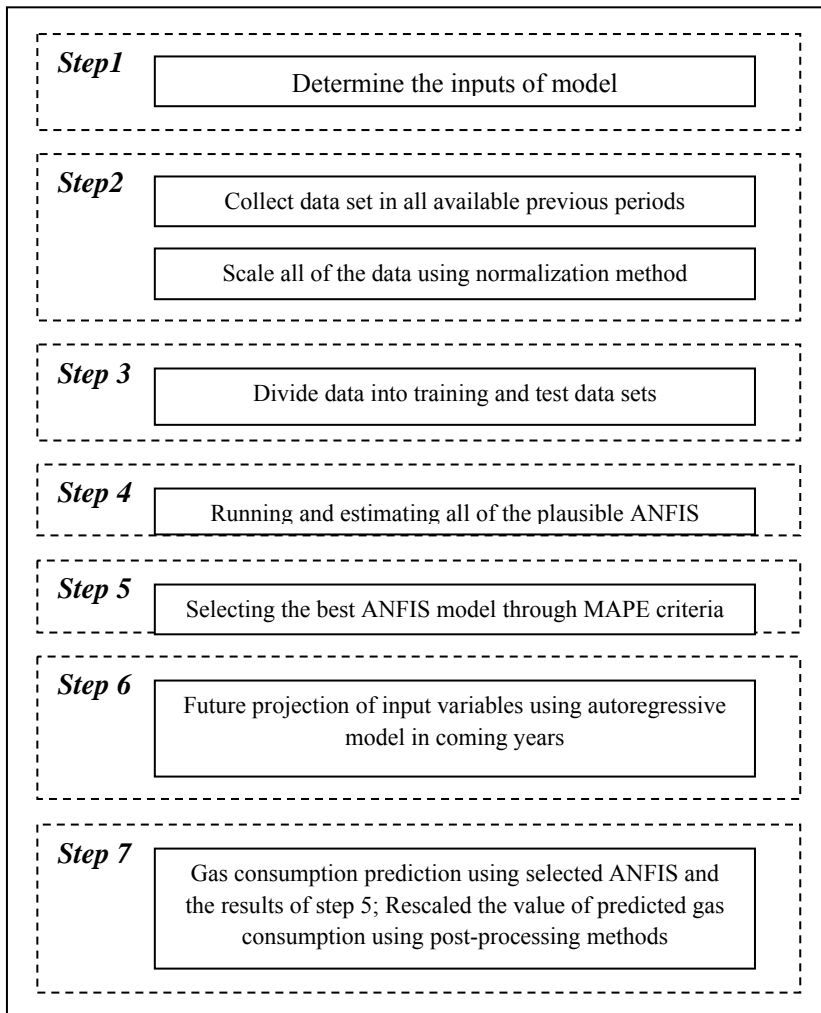 Step1
Determine the inputs of model
Step2
Collect data set in all available previous periods
Scale all of the data using normalization method
Step 3
Divide data into training and test data sets
Step 4
Running and estimating all of the plausible ANFIS
Step 5
Selecting the best ANFIS model through MAPE criteria
Step 6
Future projection of input variables using autoregressive
model in coming years
Step 7
Gas consumption prediction using selected ANFIS and
the results of step 5; Rescaled the value of predicted gas
consumption using post-processing methods